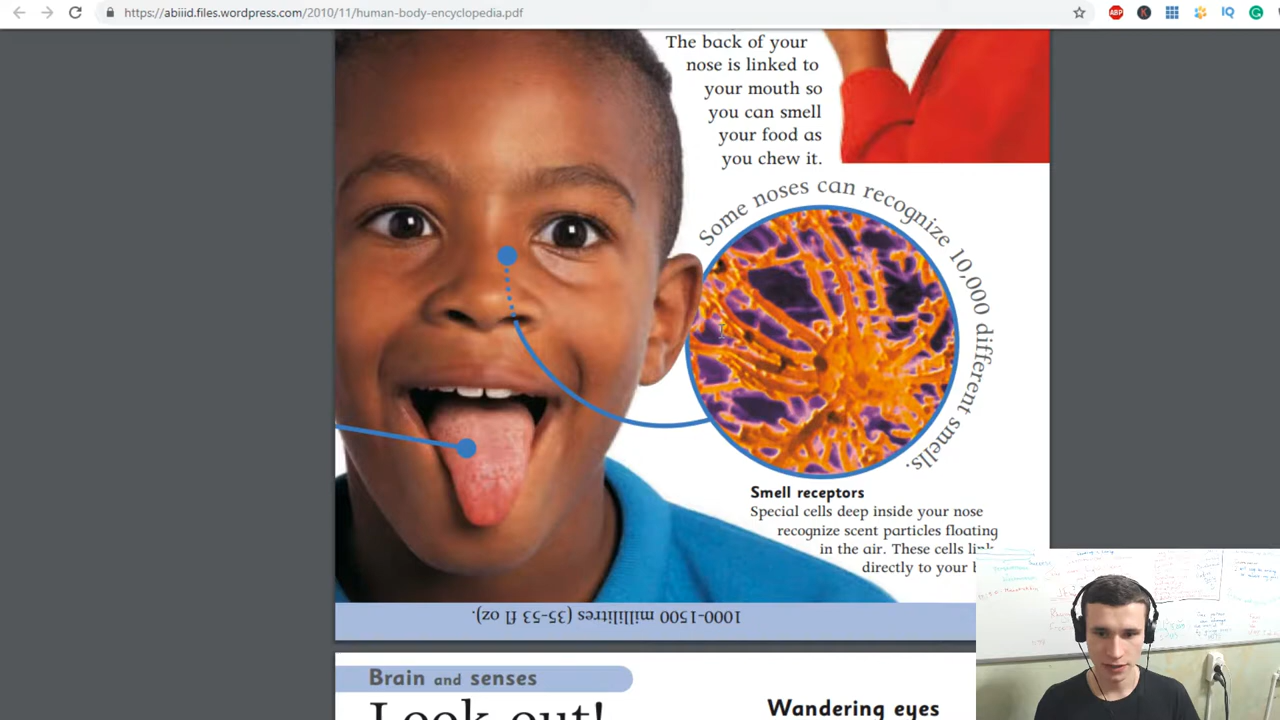 https://abiiid.files.wordpress.com/2010/11/human-body-encyclopedia.pdf
The back of your
nose is linked to
your mouth so
you can smell
your food as
you chew it.
Some noses can recognize 10,000 different smells.
Smell receptors
Special cells deep inside your nose
recognize scent particles floating
in the air. These cells link
directly to your
1000-1500 millilitres (35-53 fl oz).
Brain and senses
Look out!
Wandering eyes